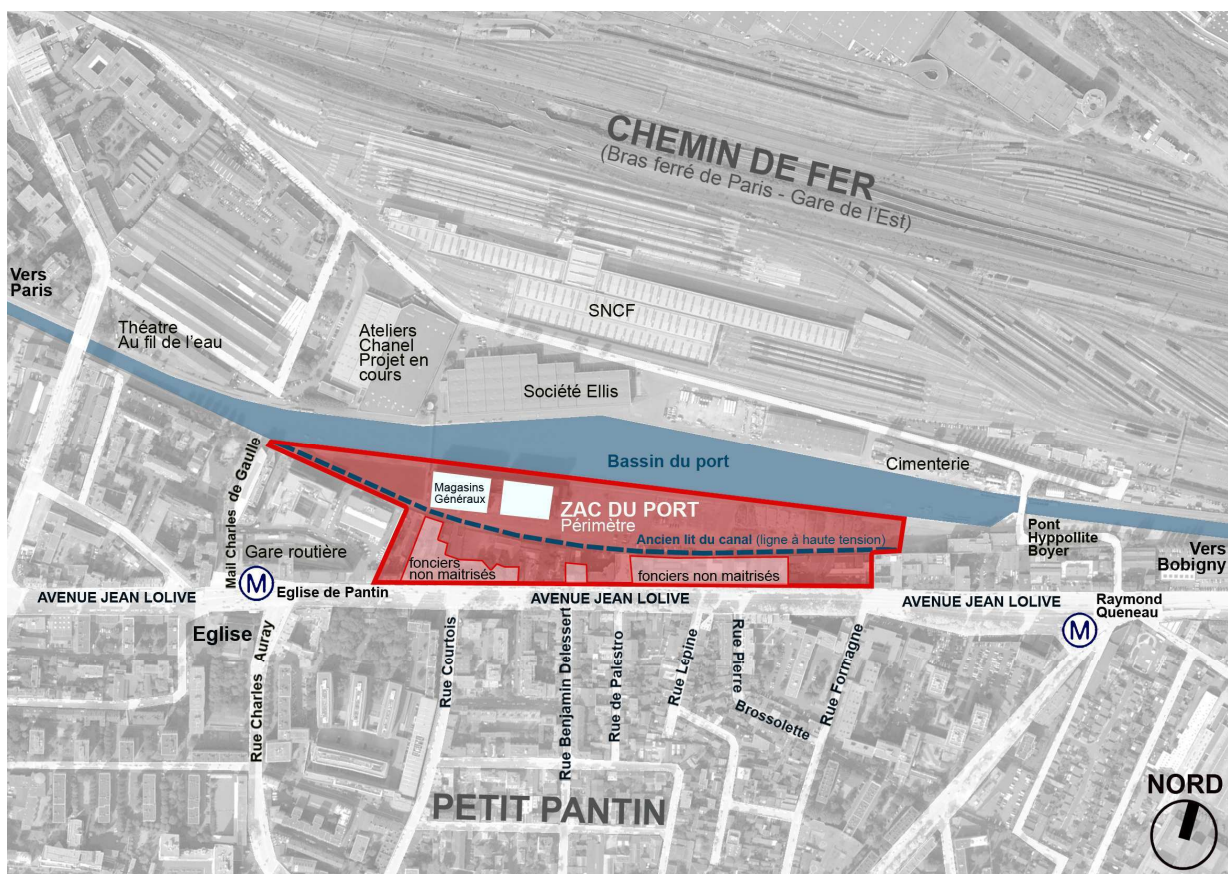 CHEMIN DE FER
(Bras ferré de Paris - Gare de l'Est)
Vers
Paris
Théatre
Au fil de l'eau
Ateliers
Chanel
Projet en
cours
SNCF
Société Ellis
Bassin du port
Cimenterie
Mail Charles de Gaulle
Magasins
Généraux
ZAC DU PORT
Périmètre
Ancien lit du canal (ligne à haute tension)
Pont
Hyppollite
Boyer
Vers
Bobigny
Gare routière
fonciers
non maitrisés
fonciers non maitrisés
M
Eglise de Pantin
AVENUE JEAN LOLIVE
AVENUE JEAN LOLIVE
AVENUE JEAN LOLIVE
Raymond
Queneau
M
Eglise
Rue Charles Auray
Rue Courtois
Rue Benjamin Delessert
Rue de Palestro
Rue Lépine
Rue Pierre
Brossolette
Rue Formagne
PETIT PANTIN
NORD